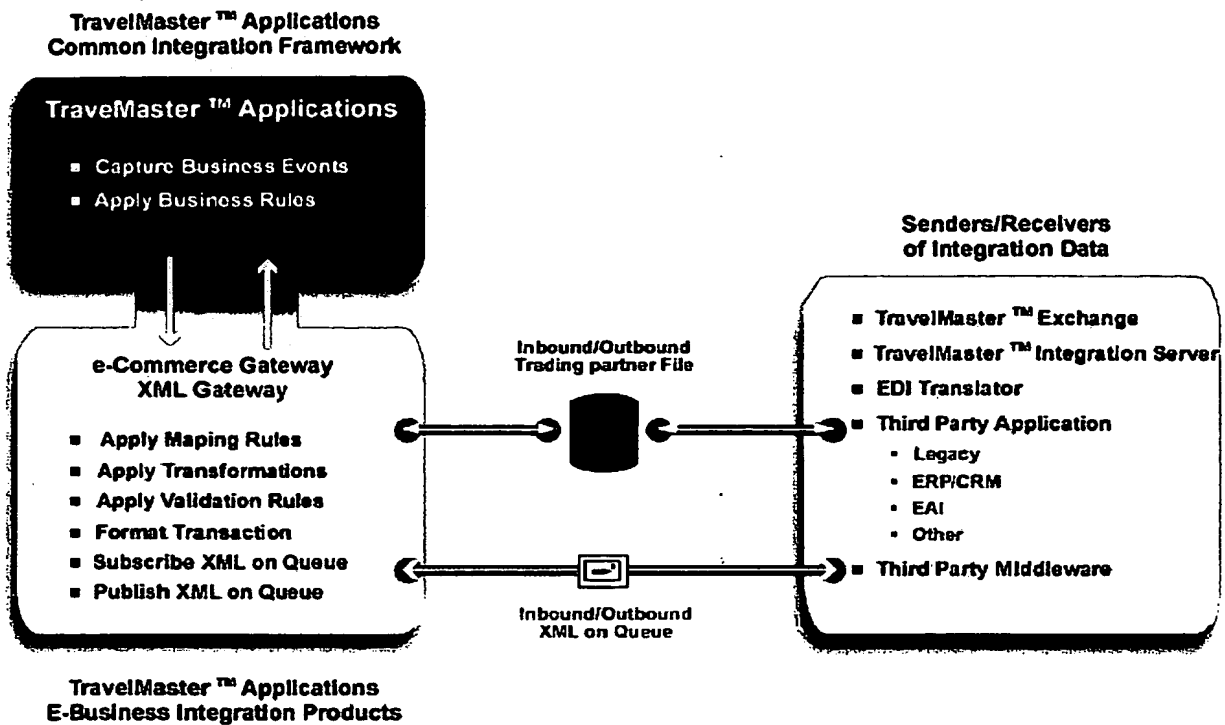 TravelMaster ™ Applications
Common Integration Framework
TraveMaster ™ Applications
▪ Capture Business Events
▪ Apply Business Rules
e-Commerce Gateway
XML Gateway
▪ Apply Maping Rules
▪ Apply Transformations
▪ Apply Validation Rules
▪ Format Transaction
▪ Subscribe XML on Queue
▪ Publish XML on Queue
TravelMaster ™ Applications
E-Business Integration Products
Inbound/Outbound
Trading partner File
Inbound/Outbound
XML on Queue
Senders/Receivers
of Integration Data
▪ TravelMaster ™ Exchange
▪ TravelMaster ™ Integration Server
▪ EDI Translator
▪ Third Party Application
▪ Legacy
▪ ERP/CRM
▪ EAI
▪ Other
▪ Third Party Middleware